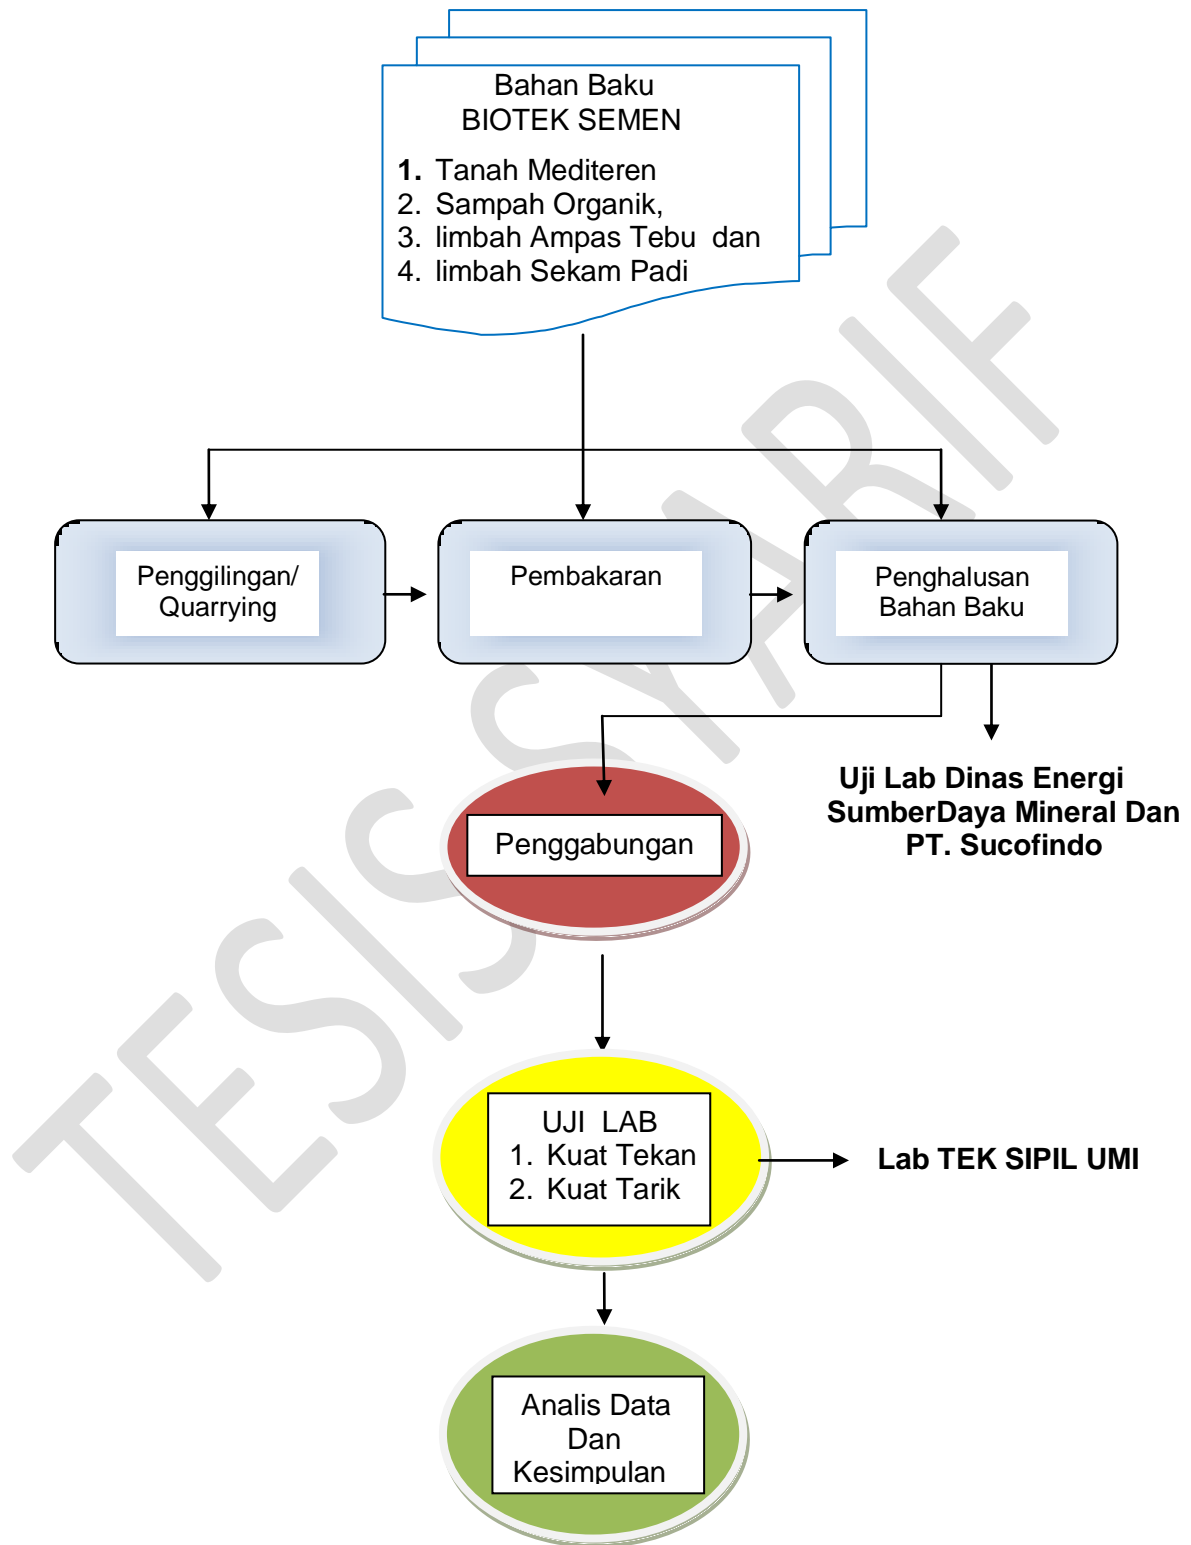 Bahan Baku
BIOTEK SEMEN
1. Tanah Mediteren
2. Sampah Organik,
3. limbah Ampas Tebu dan
4. limbah Sekam Padi
Penggilingan/
Quarrying
Pembakaran
Penghalusan
Bahan Baku
Uji Lab Dinas Energi
SumberDaya Mineral Dan
PT. Sucofindo
Penggabungan
UJI LAB
1. Kuat Tekan
2. Kuat Tarik
Lab TEK SIPIL UMI
Analis Data
Dan
Kesimpulan
TESIS SYARIF